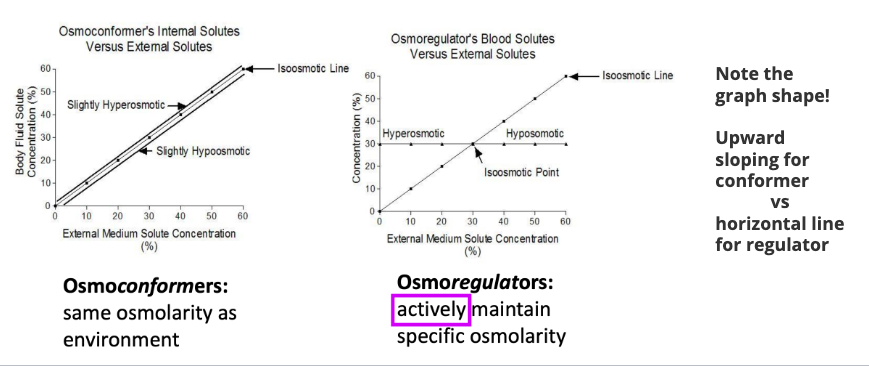 Osmoconformer's Internal Solutes
Versus External Solutes
Body Fluid Solute
Concentration (%)
60
50
40
30
20
10
0
Isoosmotic Line
Slightly Hyperosmotic
Slightly Hypoosmotic
0 10 20 30 40 50 60
External Medium Solute Concentration
(%)
Osmoconformers:
same osmolarity as
environment
Osmoregulator's Blood Solutes
Versus External Solutes
Concentration (%)
60
50
40
30
20
10
0
Isoosmotic Line
Hyperosmotic
Hyposomotic
Isoosmotic Point
0 10 20 30 40 50 60
External Medium Solute Concentration
(%)
Osmoregulators:
actively maintain
specific osmolarity
Note the
graph shape!
Upward
sloping for
conformer
vs
horizontal line
for regulator